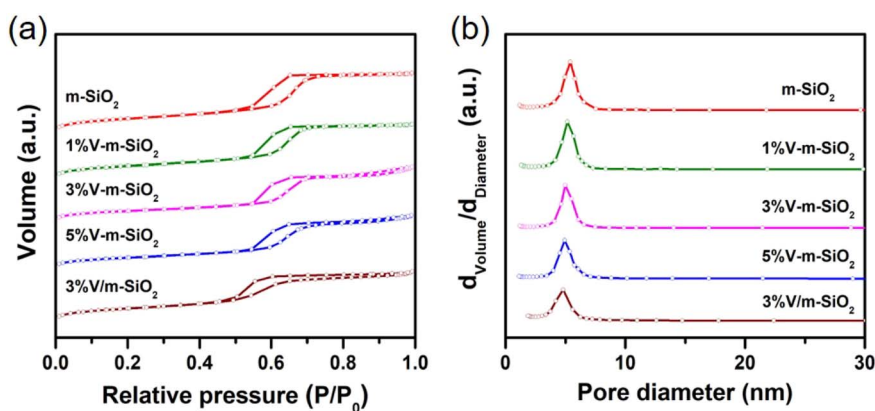 (a)
Volume (a.u.)
m-SiO₂
1%V-m-SiO₂
3%V-m-SiO₂
5%V-m-SiO₂
3%V/m-SiO₂
0.0 0.2 0.4 0.6 0.8 1.0
Relative pressure (P/P₀)
(b)
dVolume/dDiameter (a.u.)
m-SiO₂
1%V-m-SiO₂
3%V-m-SiO₂
5%V-m-SiO₂
3%V/m-SiO₂
0 10 20 30
Pore diameter (nm)